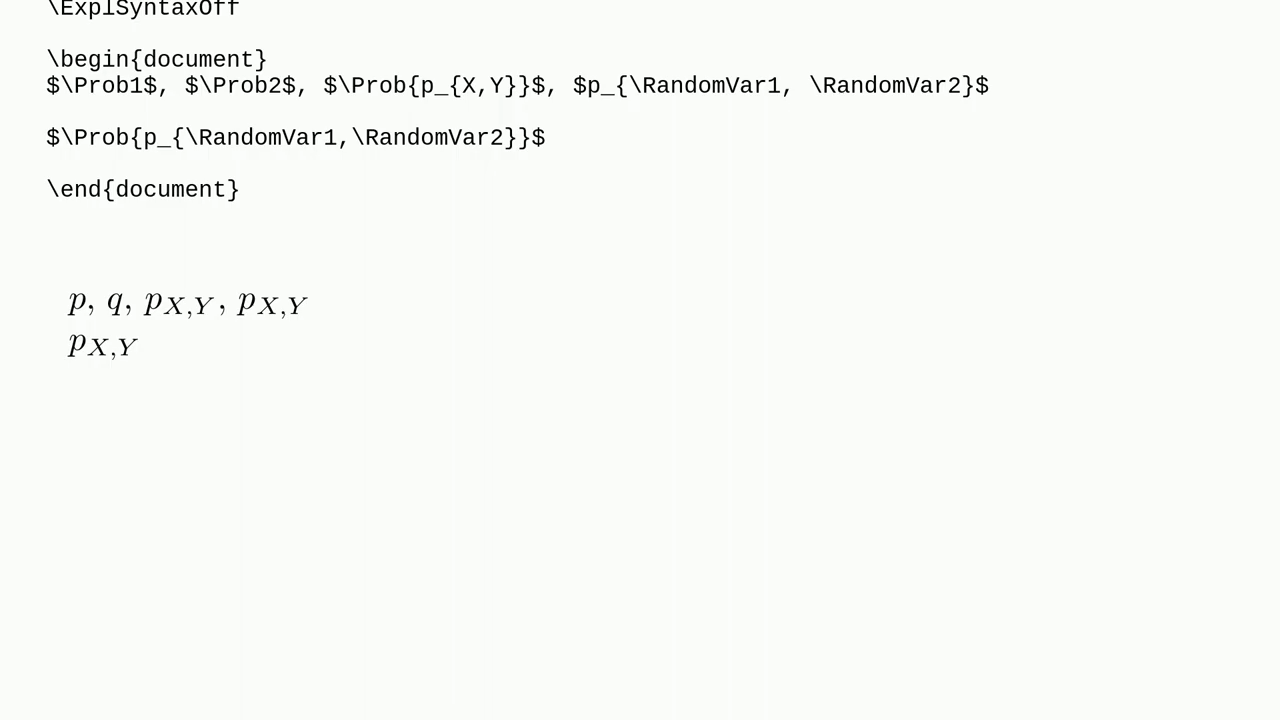 \ExplSyntaxOff
\begin{document}
$\Prob1$, $\Prob2$, $\Prob{p_{X,Y}}$, $p_{\RandomVar1, \RandomVar2}$
$\Prob{p_{\RandomVar1,\RandomVar2}}$
\end{document}
p, q, p_{X,Y}, p_{X,Y}
p_{X,Y}